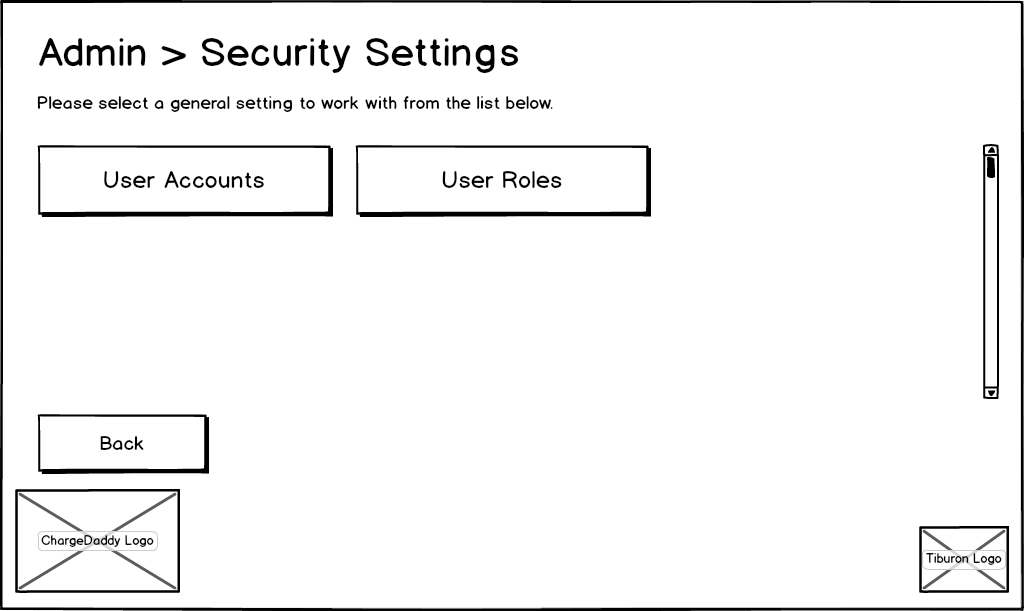 Admin > Security Settings
Please select a general setting to work with from the list below.
User Accounts
User Roles
Back
ChargeDaddy Logo
Tiburon Logo